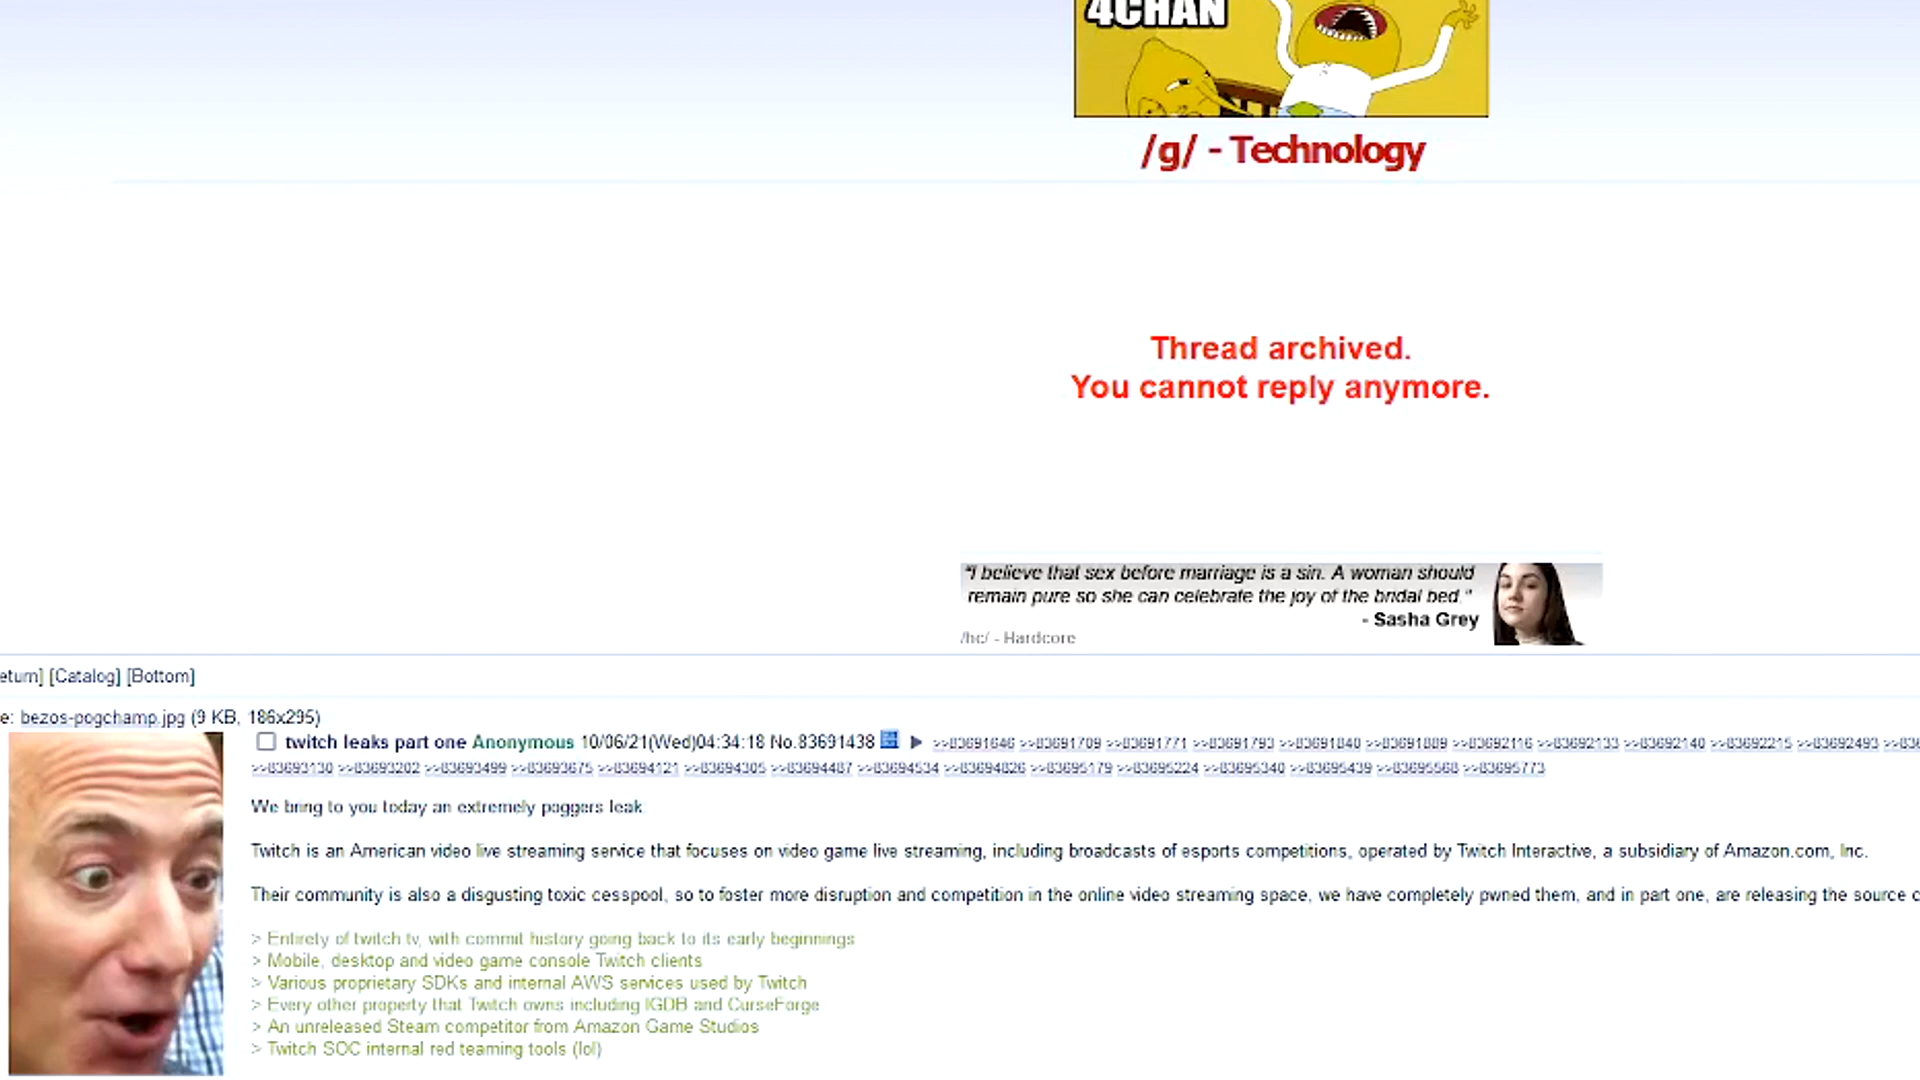 4CHAN
/g/ - Technology
Thread archived.
You cannot reply anymore.
"I believe that sex before marriage is a sin. A woman should
remain pure so she can celebrate the joy of the bridal bed."
- Sasha Grey
/hc/ - Hardcore
eturn] [Catalog] [Bottom]
e: bezos-pogchamp.jpg (9 KB, 186x295)
twitch leaks part one Anonymous 10/06/21(Wed)04:34:18 No.83691438 ▶ >>83691646 >>83691709 >>83691771 >>83691793 >>83691840 >>83691889 >>83692116 >>83692133 >>83692140 >>83692215 >>83692493
>>83693130 >>83693202 >>83693499 >>83693675 >>83694121 >>83694305 >>83694487 >>83694534 >>83694826 >>83695179 >>83695224 >>83695340 >>83695439 >>83695568 >>83695773
We bring to you today an extremely poggers leak:
Twitch is an American video live streaming service that focuses on video game live streaming, including broadcasts of esports competitions, operated by Twitch Interactive, a subsidiary of Amazon.com, Inc.
Their community is also a disgusting toxic cesspool, so to foster more disruption and competition in the online video streaming space, we have completely pwned them, and in part one, are releasing the source c
> Entirety of twitch.tv, with commit history going back to its early beginnings
> Mobile, desktop and video game console Twitch clients
> Various proprietary SDKs and internal AWS services used by Twitch
> Every other property that Twitch owns including IGDB and CurseForge
> An unreleased Steam competitor from Amazon Game Studios
> Twitch SOC internal red teaming tools (lol)